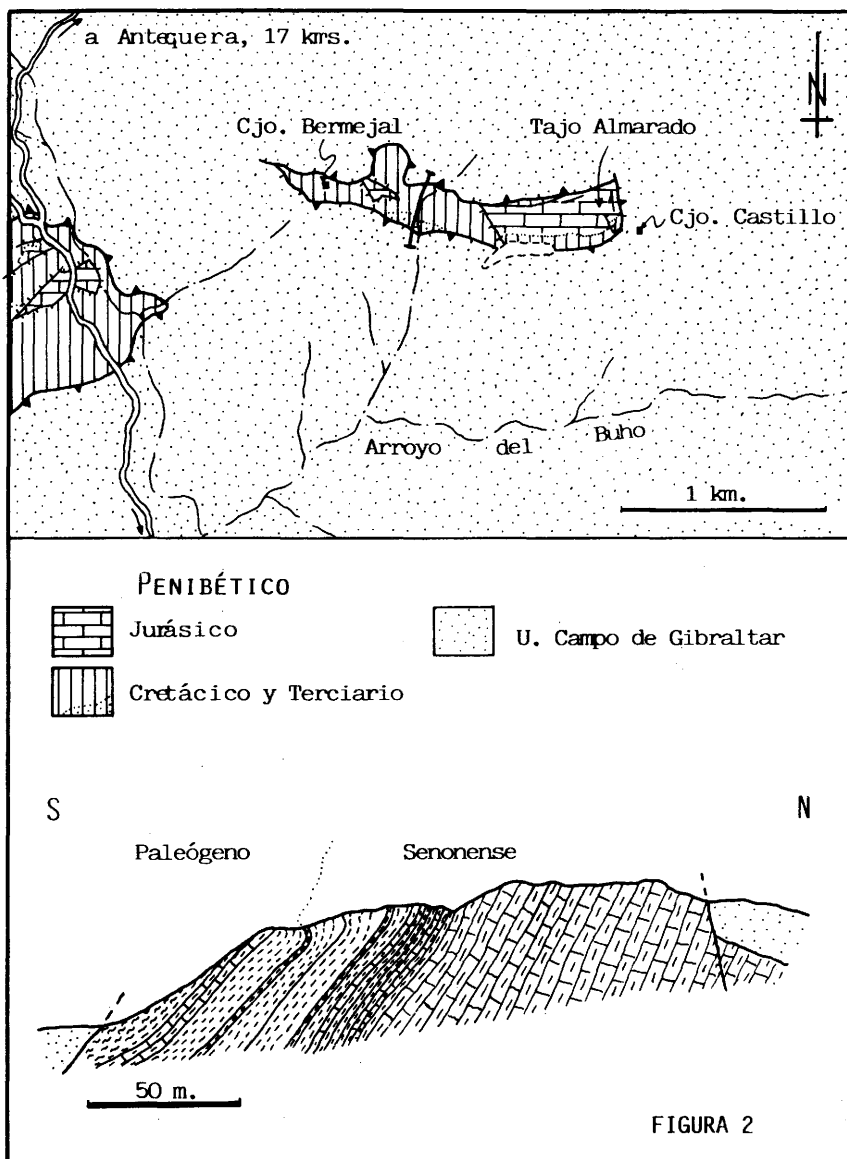 a Antequera, 17 kms.
N
Cjo. Bermejal
Tajo Almarado
Cjo. Castillo
Arroyo del Buho
1 km.
PENIBÉTICO
Jurásico
U. Campo de Gibraltar
Cretácico y Terciario
S
N
Paleógeno
Senonense
50 m.
FIGURA 2